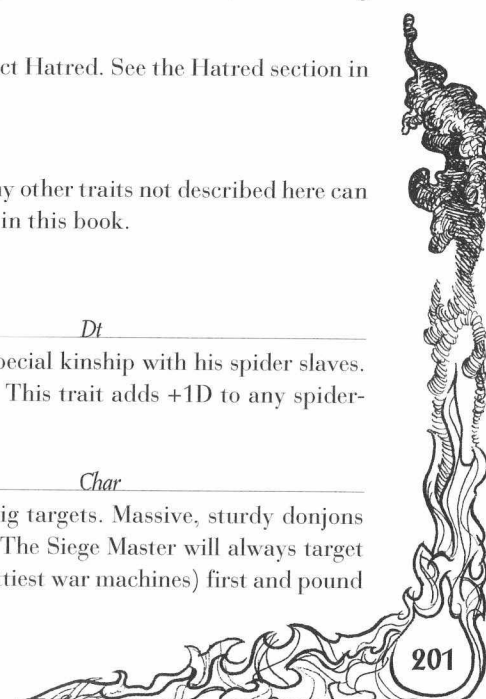 ct Hatred. See the Hatred section in
y other traits not described here can
in this book.
Dt
pecial kinship with his spider slaves.
This trait adds +1D to any spider-
Char
ig targets. Massive, sturdy donjons
The Siege Master will always target
ttiest war machines) first and pound
201